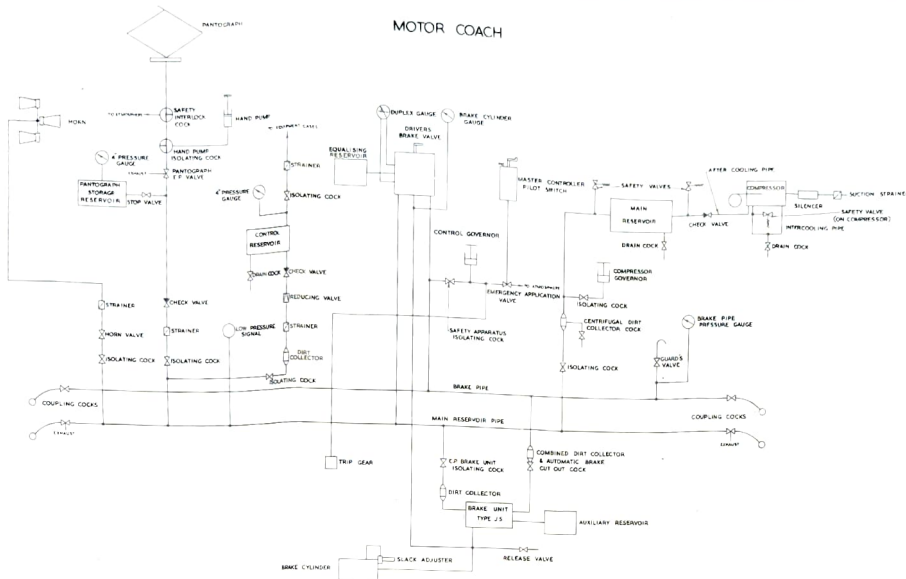 MOTOR COACH
PANTOGRAPH
HORN
TO ATMOSPHERE
SAFETY
INTERLOCK
COCK
HAND PUMP
HAND PUMP
ISOLATING COCK
4" PRESSURE
GAUGE
EXHAUST
PANTOGRAPH
E.P. VALVE
PANTOGRAPH
STORAGE
RESERVOIR
STOP VALVE
TO EQUIPMENT CASES
STRAINER
ISOLATING COCK
4" PRESSURE
GAUGE
CONTROL
RESERVOIR
DRAIN COCK
CHECK VALVE
REDUCING VALVE
STRAINER
DIRT
COLLECTOR
ISOLATING COCK
STRAINER
HORN VALVE
ISOLATING COCK
CHECK VALVE
STRAINER
ISOLATING COCK
LOW PRESSURE
SIGNAL
DUPLEX GAUGE
BRAKE CYLINDER
GAUGE
DRIVERS
BRAKE VALVE
EQUALISING
RESERVOIR
MASTER CONTROLLER
PILOT SWITCH
CONTROL GOVERNOR
TO ATMOSPHERE
EMERGENCY APPLICATION
VALVE
SAFETY APPARATUS
ISOLATING COCK
SAFETY VALVES
MAIN
RESERVOIR
DRAIN COCK
CHECK VALVE
AFTER COOLING PIPE
COMPRESSOR
SILENCER
SUCTION STRAINE
SAFETY VALVE
(ON COMPRESSOR)
INTERCOOLING PIPE
DRAIN COCK
COMPRESSOR
GOVERNOR
ISOLATING COCK
CENTRIFUGAL DIRT
COLLECTOR COCK
ISOLATING COCK
BRAKE PIPE
PRESSURE GAUGE
GUARD'S
VALVE
BRAKE PIPE
COUPLING COCKS
COUPLING COCKS
MAIN RESERVOIR PIPE
EXHAUST
EXHAUST
TRIP GEAR
E.P BRAKE UNIT
ISOLATING COCK
COMBINED DIRT COLLECTOR
& AUTOMATIC BRAKE
CUT OUT COCK
DIRT COLLECTOR
BRAKE UNIT
TYPE J5
AUXILIARY RESERVOIR
RELEASE VALVE
SLACK ADJUSTER
BRAKE CYLINDER